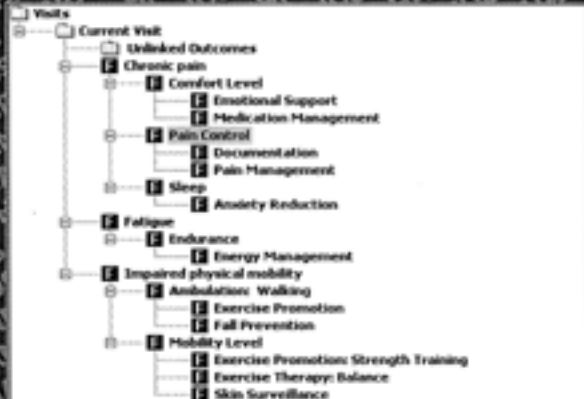 Visits
Current Visit
Unlinked Outcomes
Chronic pain
Comfort Level
Emotional Support
Medication Management
Pain Control
Documentation
Pain Management
Sleep
Anxiety Reduction
Fatigue
Endurance
Energy Management
Impaired physical mobility
Ambulation: Walking
Exercise Promotion
Fall Prevention
Mobility Level
Exercise Promotion: Strength Training
Exercise Therapy: Balance
Skin Surveillance